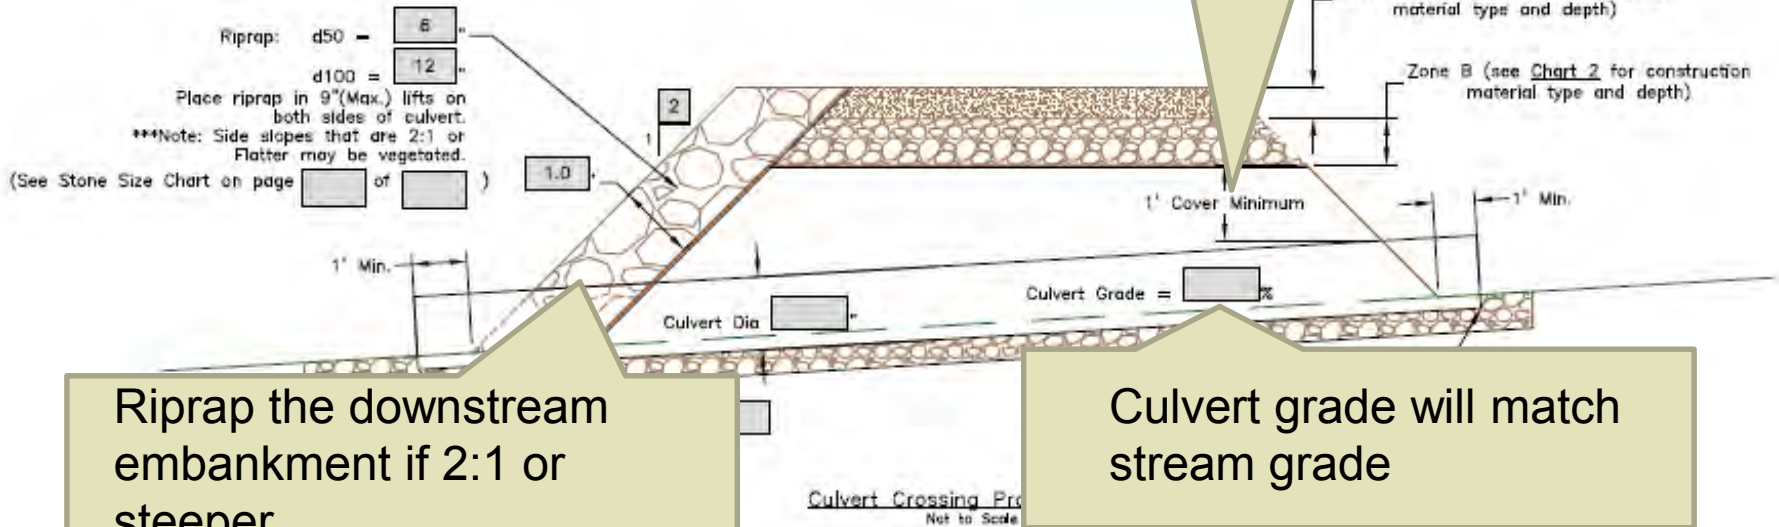 material type and depth)
Riprap: d50 = 6 "
d100 = 12 "
Place riprap in 9"(Max.) lifts on
both sides of culvert.
***Note: Side slopes that are 2:1 or
Flatter may be vegetated.
(See Stone Size Chart on page of )
2
1
1.0 '
Zone B (see Chart 2 for construction
material type and depth)
1' Cover Minimum
1' Min.
1' Min.
Culvert Grade = %
Culvert Dia "
Riprap the downstream
embankment if 2:1 or
steeper
Culvert grade will match
stream grade
Culvert Crossing
Not to Scale